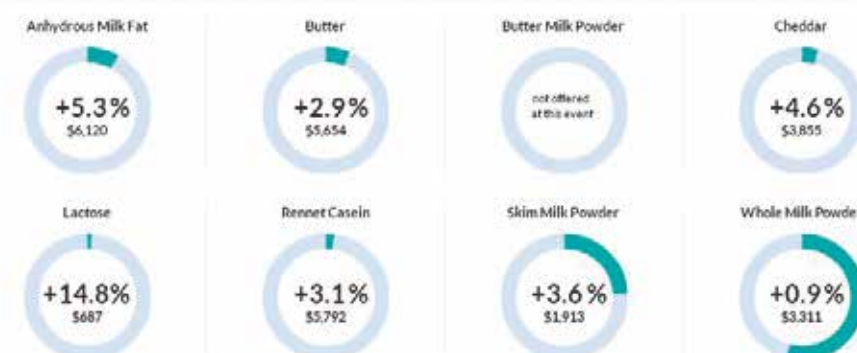 Anhydrous Milk Fat
Butter
Butter Milk Powder
Cheddar
+5.3%
$6,120
+2.9%
$5,654
not offered
at this event
+4.6%
$3,855
Lactose
Rennet Casein
Skim Milk Powder
Whole Milk Powde
+14.8%
$687
+3.1%
$5,792
+3.6%
$1,913
+0.9%
$3,311